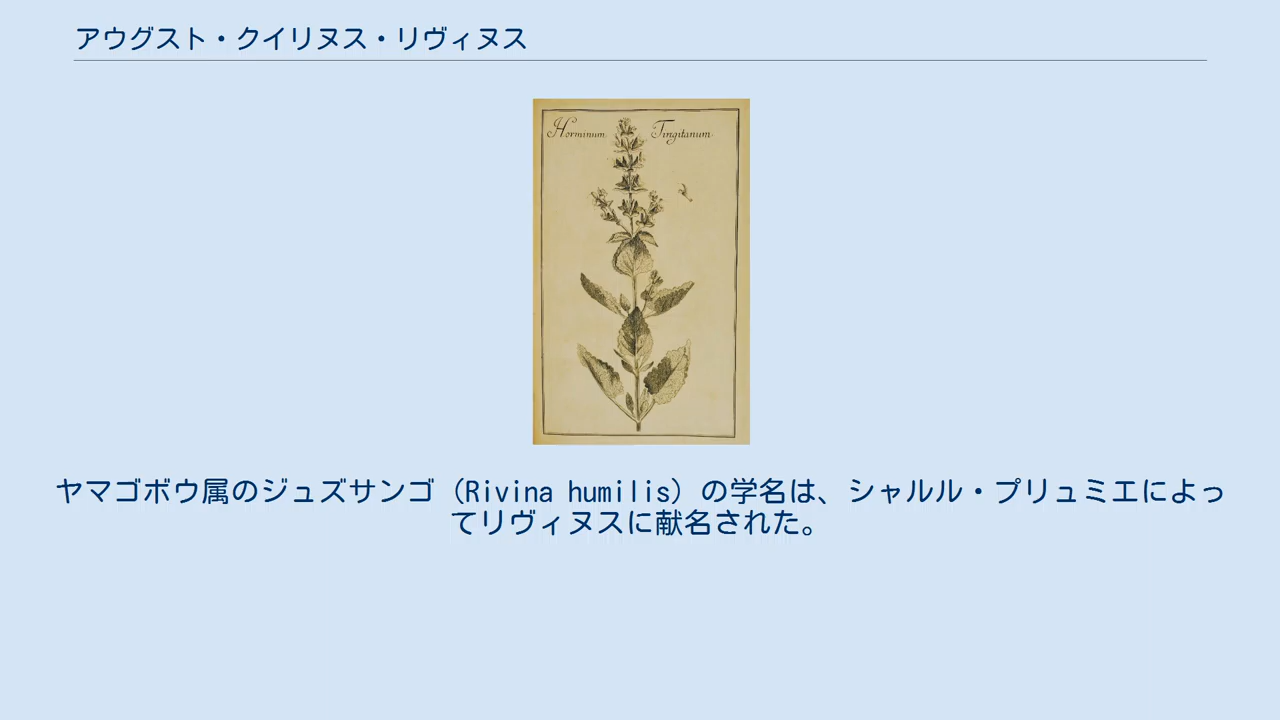 アウグスト・クイリヌス・リヴィヌス
Horminum Tingitanum
ヤマゴボウ属のジュズサンゴ（Rivina humilis）の学名は、シャルル・プリュミエによっ
てリヴィヌスに献名された。